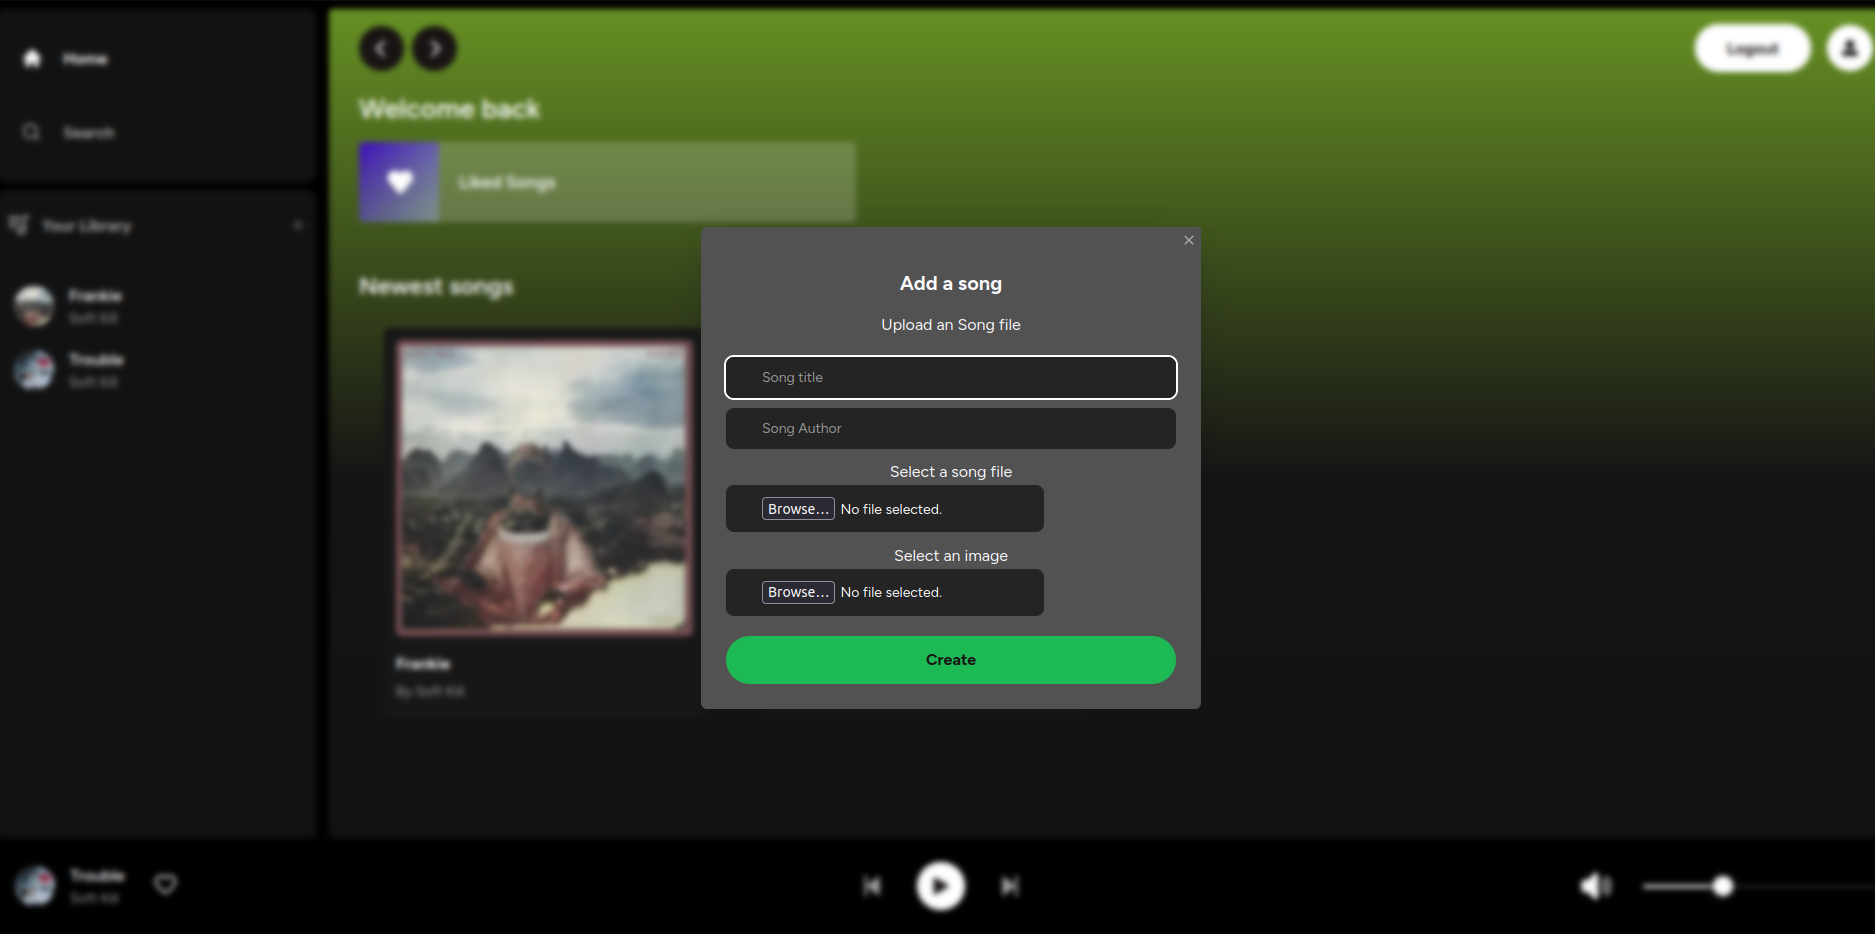 Home
Search
Your Library
Frankie
Soft Kill
Trouble
Soft Kill
Logout
Welcome back
Liked Songs
Newest songs
Frankie
By Soft Kill
Add a song
Upload an Song file
Song title
Song Author
Select a song file
Browse... No file selected.
Select an image
Browse... No file selected.
Create
Trouble
Soft Kill